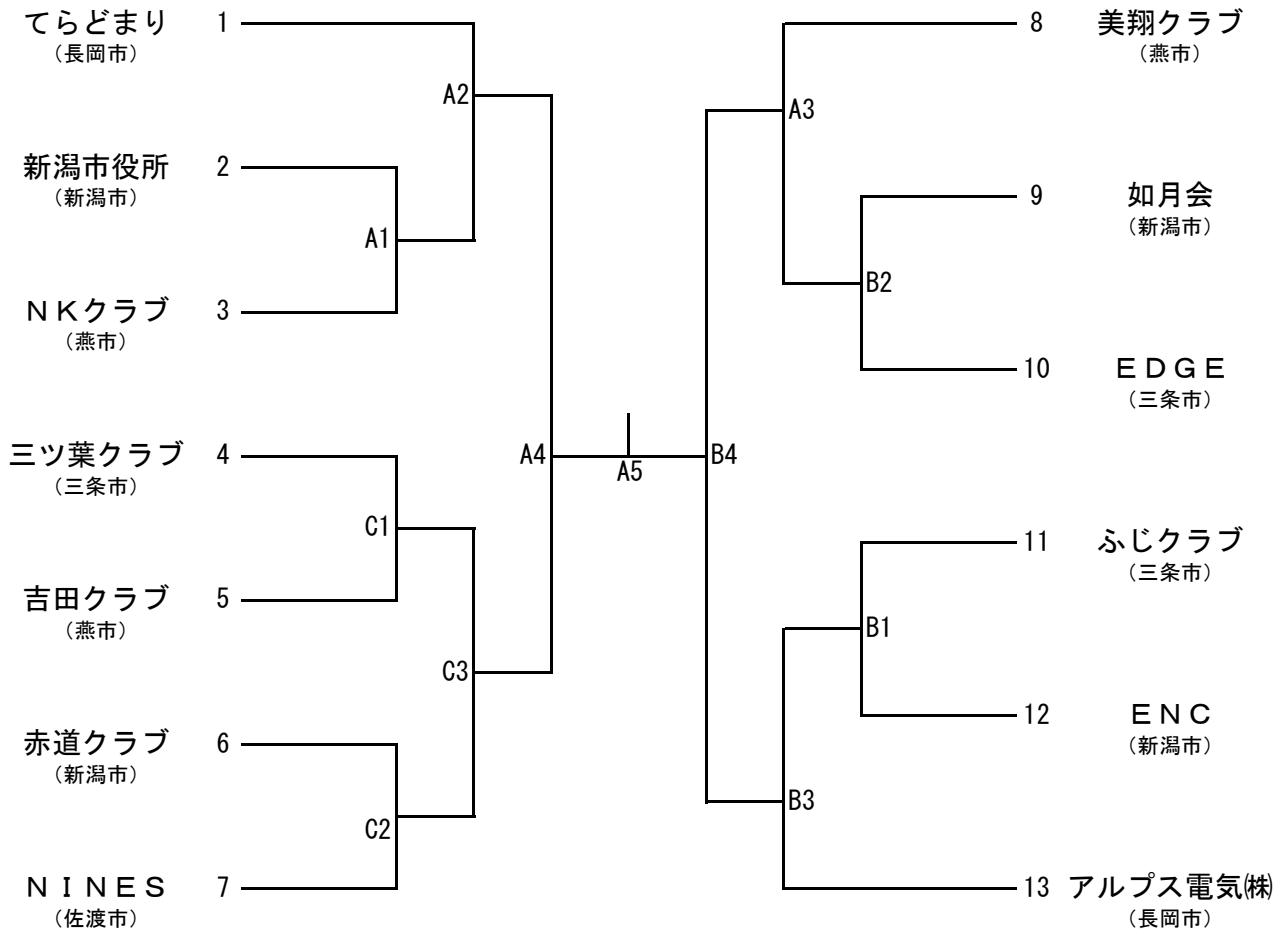 てらどまり 1
（長岡市）
A2
新潟市役所 2
（新潟市）
A1
ＮＫクラブ 3
（燕市）
三ツ葉クラブ 4
（三条市）
C1
吉田クラブ 5
（燕市）
C3
赤道クラブ 6
（新潟市）
C2
ＮＩＮＥＳ 7
（佐渡市）
A4
A5
B4
8 美翔クラブ
（燕市）
A3
9 如月会
（新潟市）
B2
10 ＥＤＧＥ
（三条市）
11 ふじクラブ
（三条市）
B1
12 ＥＮＣ
（新潟市）
B3
13 アルプス電気㈱
（長岡市）